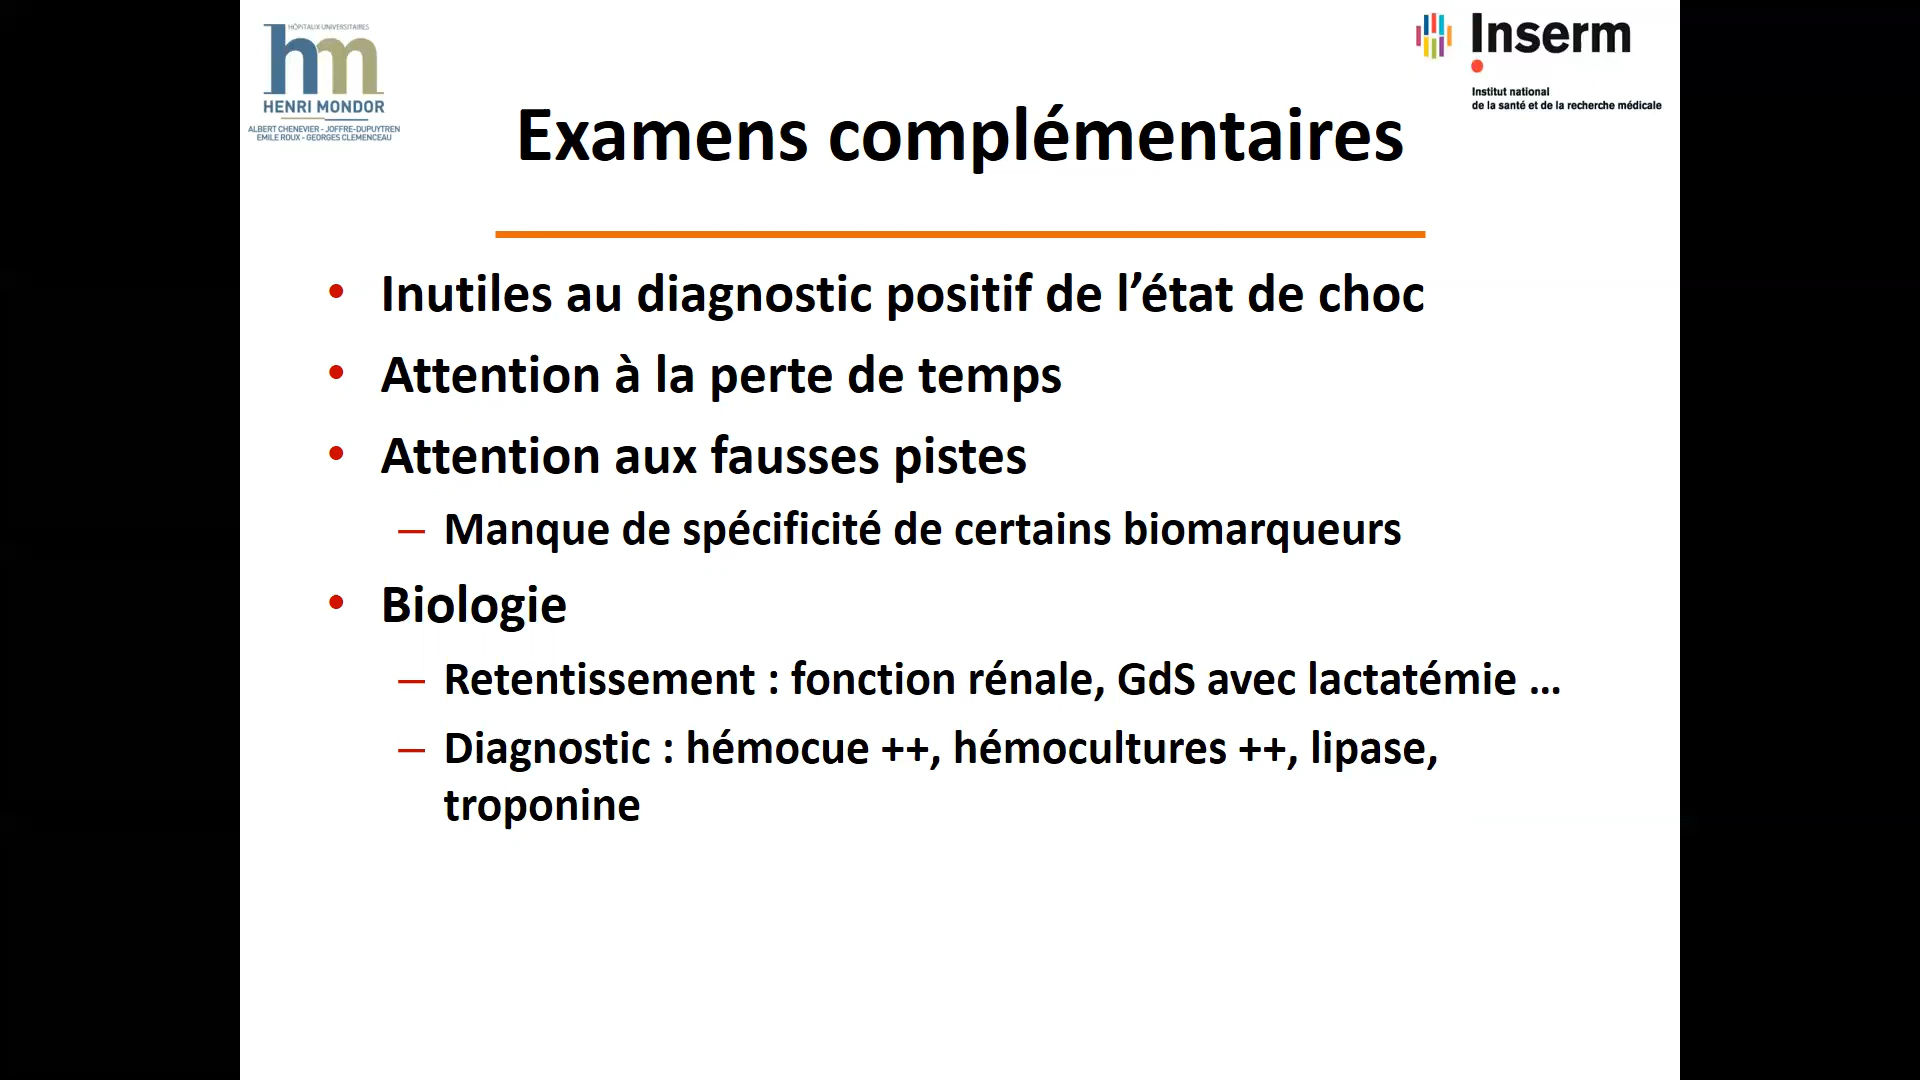 HÔPITAUX UNIVERSITAIRES
hm
HENRI MONDOR
ALBERT CHENEVIER - JOFFRE-DUPUYTREN
EMILE ROUX - GEORGES CLEMENCEAU
Inserm
Institut national
de la santé et de la recherche médicale
Examens complémentaires
• Inutiles au diagnostic positif de l’état de choc
• Attention à la perte de temps
• Attention aux fausses pistes
– Manque de spécificité de certains biomarqueurs
• Biologie
– Retentissement : fonction rénale, GdS avec lactatémie ...
– Diagnostic : hémocue ++, hémocultures ++, lipase,
troponine